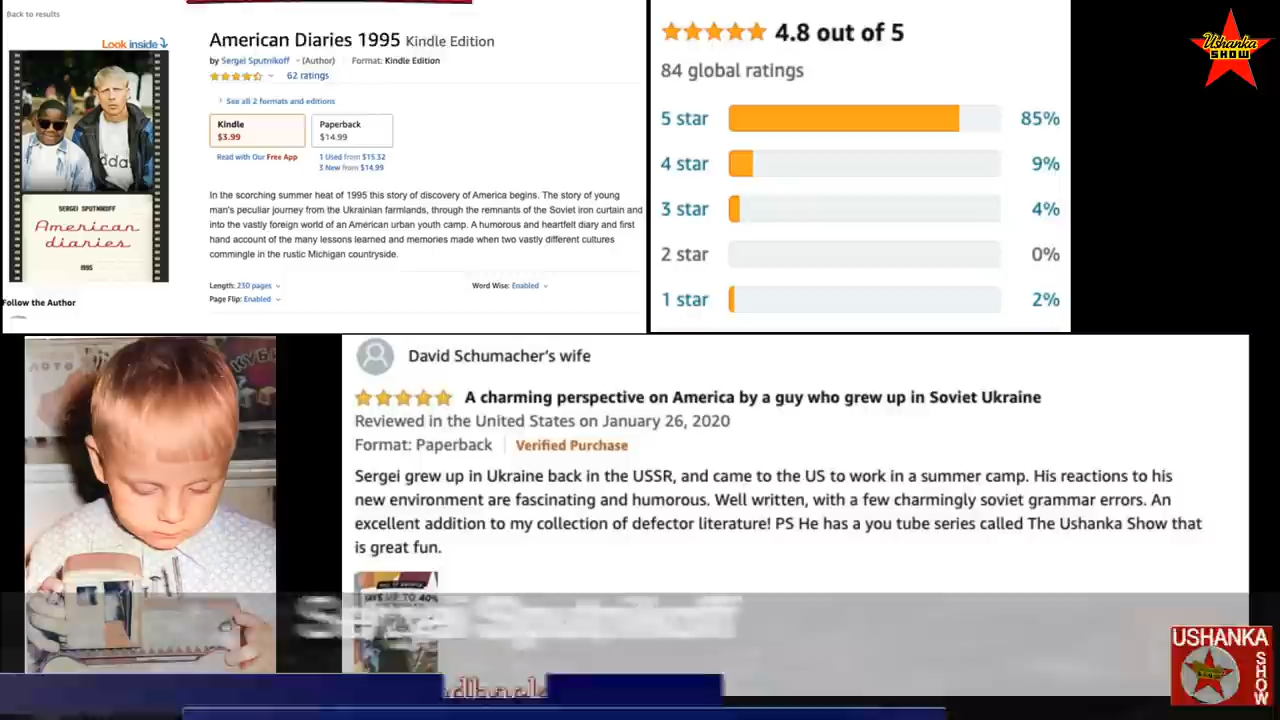 Back to results
Look inside
American Diaries 1995 Kindle Edition
by Sergei Sputnikoff (Author) Format: Kindle Edition
62 ratings
See all 2 formats and editions
Kindle
$3.99
Paperback
$14.99
Read with Our Free App
1 Used from $15.32
3 New from $14.99
In the scorching summer heat of 1995 this story of discovery of America begins. The story of young
man's peculiar journey from the Ukrainian farmlands, through the remnants of the Soviet iron curtain and
into the vastly foreign world of an American urban youth camp. A humorous and heartfelt diary and first
hand account of the many lessons learned and memories made when two vastly different cultures
commingle in the rustic Michigan countryside.
Length: 230 pages
Word Wise: Enabled
Page Flip: Enabled
SERGEI SPUTNIKOFF
American
diaries
1995
Follow the Author
4.8 out of 5
84 global ratings
5 star 85%
4 star 9%
3 star 4%
2 star 0%
1 star 2%
Ushanka
SHOW
ЛОТО
КУБИ
David Schumacher's wife
A charming perspective on America by a guy who grew up in Soviet Ukraine
Reviewed in the United States on January 26, 2020
Format: Paperback Verified Purchase
Sergei grew up in Ukraine back in the USSR, and came to the US to work in a summer camp. His reactions to his
new environment are fascinating and humorous. Well written, with a few charmingly soviet grammar errors. An
excellent addition to my collection of defector literature! PS He has a you tube series called The Ushanka Show that
is great fun.
SAVE UP TO 40%
USHANKA
SHOW